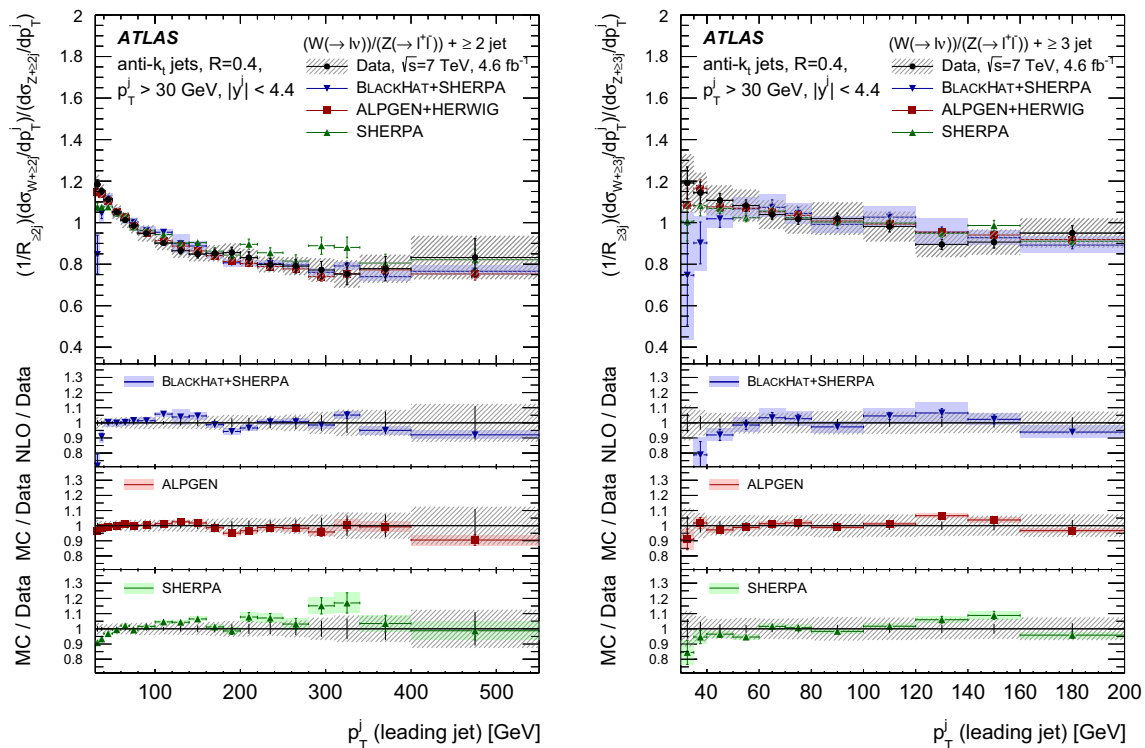 ATLAS
(W(→ lν))/(Z(→ l⁺l⁻)) + ≥ 2 jet
anti-kₜ jets, R=0.4,
p_T^j > 30 GeV, |y^j| < 4.4
Data, √s=7 TeV, 4.6 fb⁻¹
BLACKHAT+SHERPA
ALPGEN+HERWIG
SHERPA
(1/R_≥2j)(dσ_W+≥2j/dp_T^j)/(dσ_Z+≥2j/dp_T^j)
2
1.8
1.6
1.4
1.2
1
0.8
0.6
0.4
BLACKHAT+SHERPA
NLO / Data
1.3
1.2
1.1
1
0.9
0.8
ALPGEN
MC / Data
1.3
1.2
1.1
1
0.9
0.8
SHERPA
MC / Data
1.3
1.2
1.1
1
0.9
0.8
100 200 300 400 500
p_T^j (leading jet) [GeV]
ATLAS
(W(→ lν))/(Z(→ l⁺l⁻)) + ≥ 3 jet
anti-kₜ jets, R=0.4,
p_T^j > 30 GeV, |y^j| < 4.4
Data, √s=7 TeV, 4.6 fb⁻¹
BLACKHAT+SHERPA
ALPGEN+HERWIG
SHERPA
(1/R_≥3j)(dσ_W+≥3j/dp_T^j)/(dσ_Z+≥3j/dp_T^j)
2
1.8
1.6
1.4
1.2
1
0.8
0.6
0.4
BLACKHAT+SHERPA
NLO / Data
1.3
1.2
1.1
1
0.9
0.8
ALPGEN
MC / Data
1.3
1.2
1.1
1
0.9
0.8
SHERPA
MC / Data
1.3
1.2
1.1
1
0.9
0.8
40 60 80 100 120 140 160 180 200
p_T^j (leading jet) [GeV]